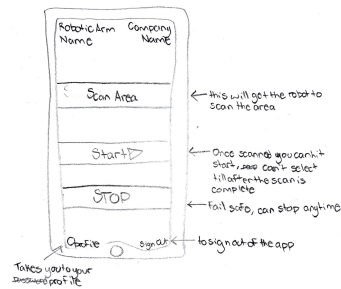 Robotic Arm Name
Company Name
Scan Area
this will get the robot to
scan the area
Start
Once scanned you can hit
start, can't select
till after the scan is
complete
STOP
Fail safe, can stop anytime
Profile
sign out
to sign out of the app
Takes you to your
profile